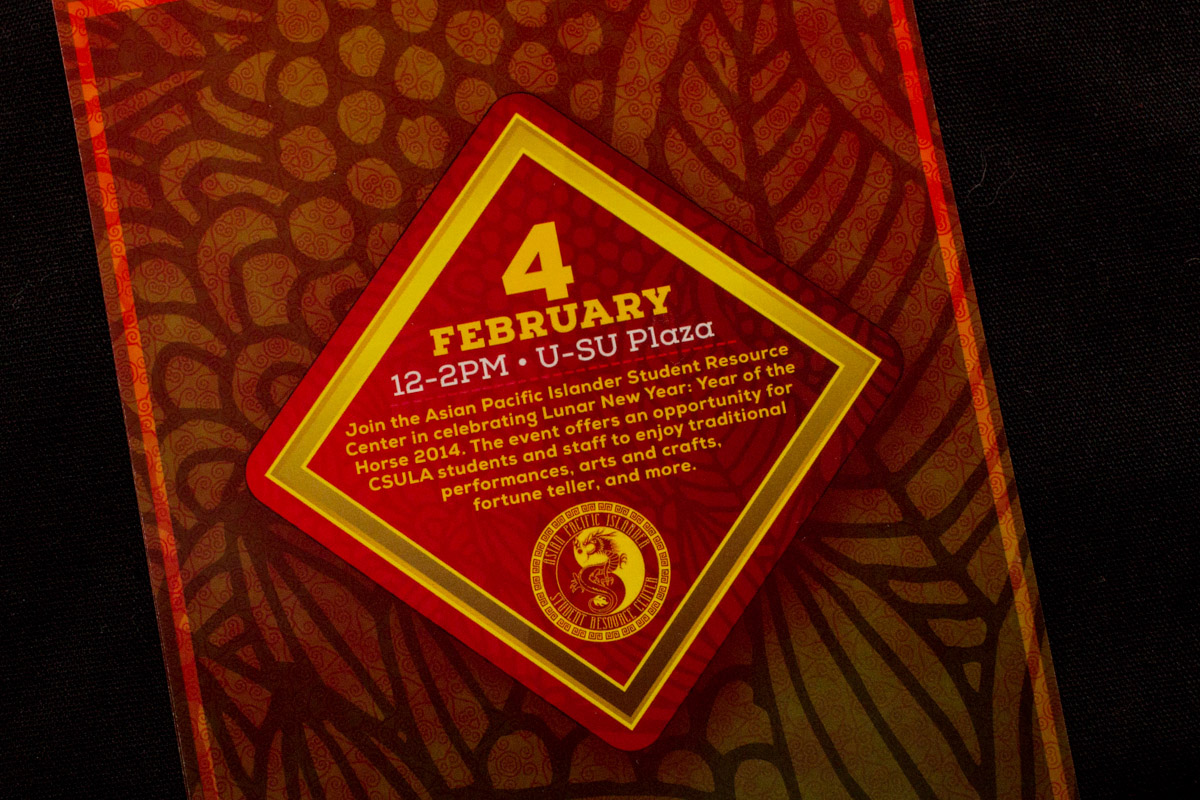 4
FEBRUARY
12-2PM • U-SU Plaza
Join the Asian Pacific Islander Student Resource
Center in celebrating Lunar New Year: Year of the
Horse 2014. The event offers an opportunity for
CSULA students and staff to enjoy traditional
performances, arts and crafts,
fortune teller, and more.
ASIAN PACIFIC ISLANDER
STUDENT RESOURCE CENTER